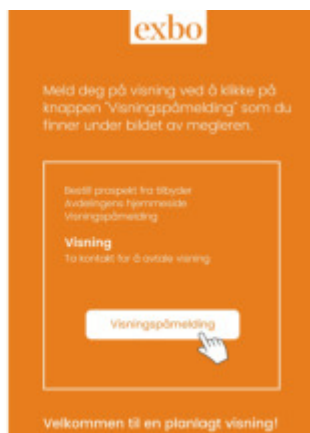 exbo
Meld deg på visning ved å klikke på
knappen "Visningspåmelding" som du
finner under bildet av megleren.
Bestill prospekt fra tilbyder
Avdelingens hjemmeside
Visningspåmelding
Visning
Ta kontakt for å avtale visning
Visningspåmelding
Velkommen til en planlagt visning!